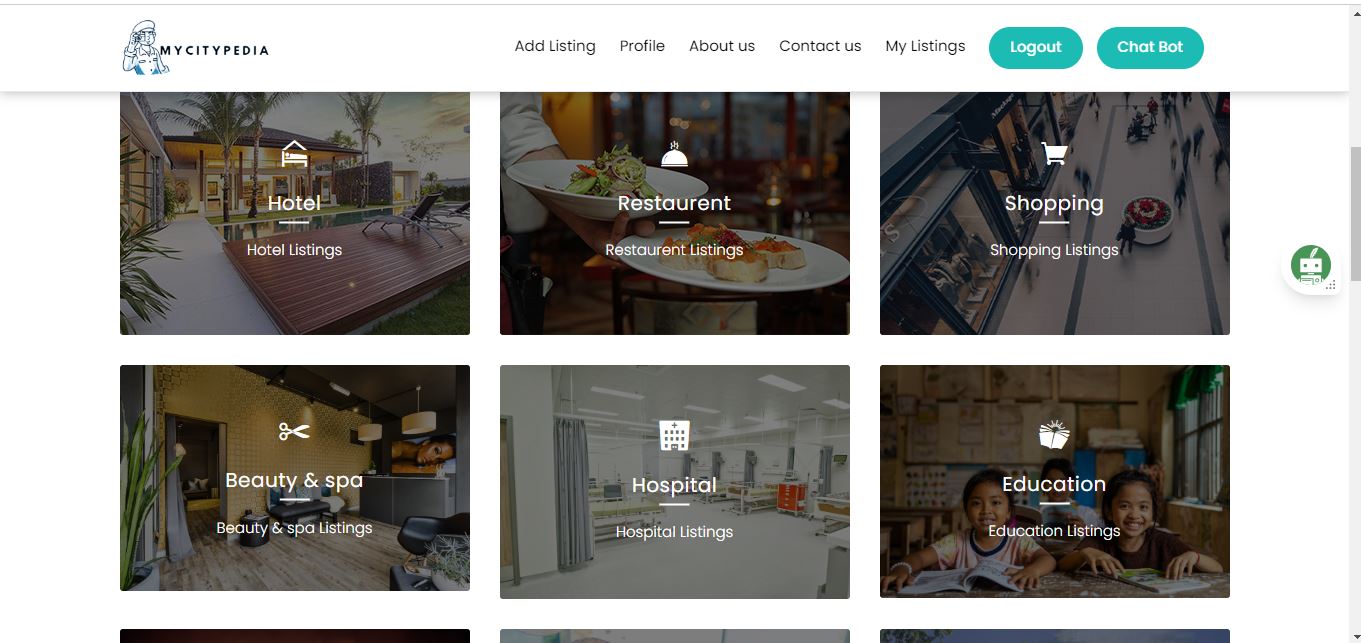 MYCITYPEDIA
Add Listing Profile About us Contact us My Listings Logout Chat Bot
Hotel
Hotel Listings
Restaurent
Restaurent Listings
Shopping
Shopping Listings
Beauty & spa
Beauty & spa Listings
Hospital
Hospital Listings
Education
Education Listings